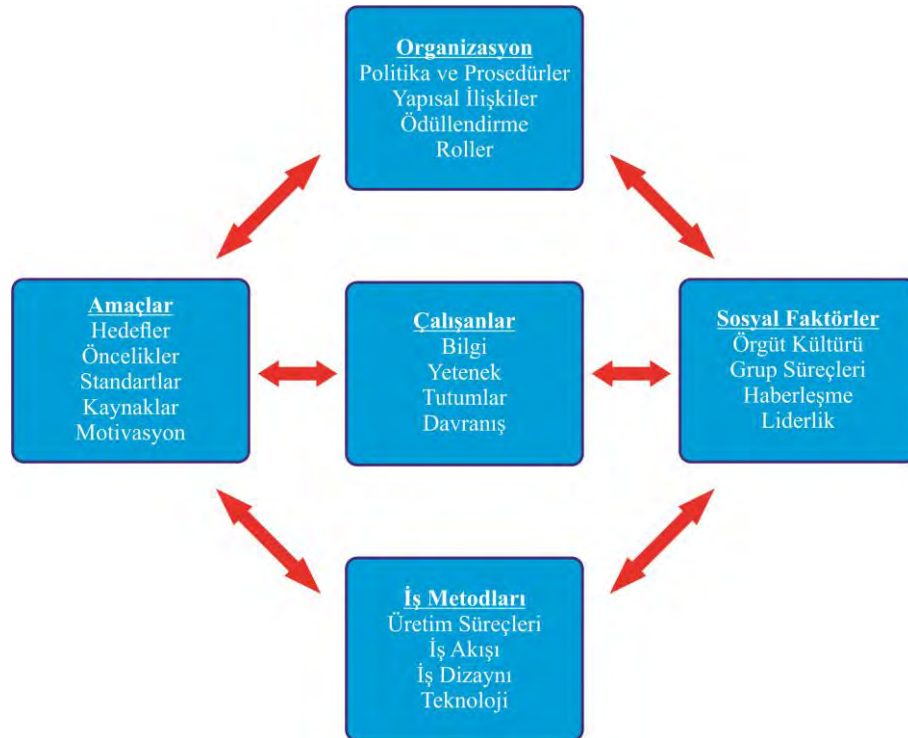 Organizasyon
Politika ve Prosedürler
Yapısal İlişkiler
Ödüllendirme
Roller
Amaçlar
Hedefler
Öncelikler
Standartlar
Kaynaklar
Motivasyon
Çalışanlar
Bilgi
Yetenek
Tutumlar
Davranış
Sosyal Faktörler
Örgüt Kültürü
Grup Süreçleri
Haberleşme
Liderlik
İş Metodları
Üretim Süreçleri
İş Akışı
İş Dizaynı
Teknoloji